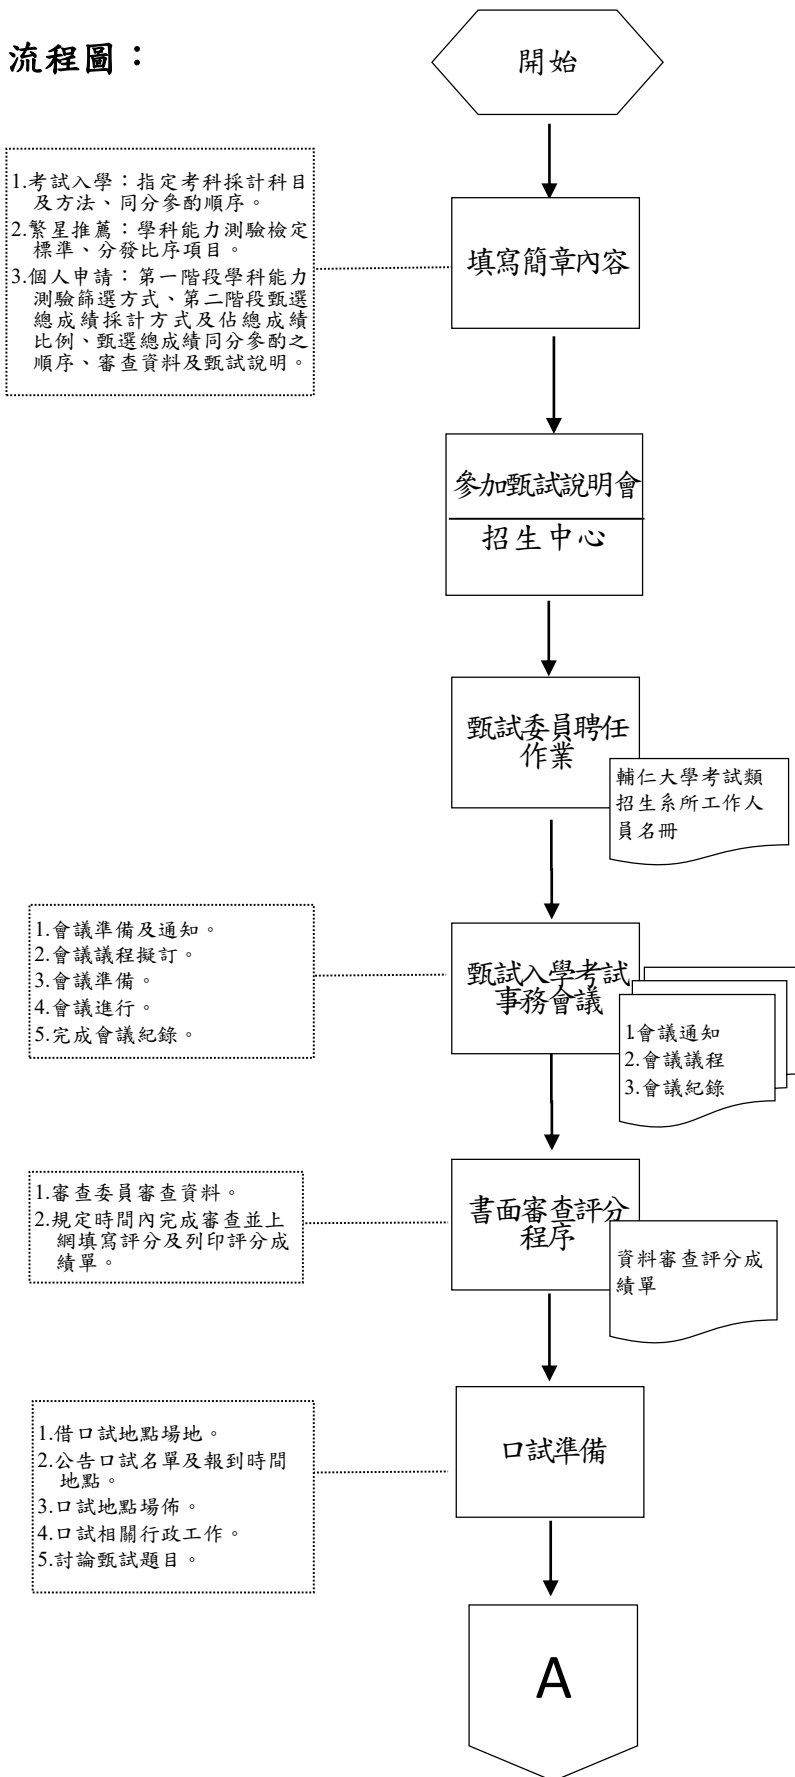 流程圖：
開始
1.考試入學：指定考科採計科目
及方法、同分參酌順序。
2.繁星推薦：學科能力測驗檢定
標準、分發比序項目。
3.個人申請：第一階段學科能力
測驗篩選方式、第二階段甄選
總成績採計方式及佔總成績
比例、甄選總成績同分參酌之
順序、審查資料及甄試說明。
填寫簡章內容
參加甄試說明會
招生中心
甄試委員聘任
作業
輔仁大學考試類
招生系所工作人
員名冊
1.會議準備及通知。
2.會議議程擬訂。
3.會議準備。
4.會議進行。
5.完成會議紀錄。
甄試入學考試
事務會議
1.會議通知
2.會議議程
3.會議紀錄
1.審查委員審查資料。
2.規定時間內完成審查並上
網填寫評分及列印評分成
績單。
書面審查評分
程序
資料審查評分成
績單
1.借口試地點場地。
2.公告口試名單及報到時間
地點。
3.口試地點場佈。
4.口試相關行政工作。
5.討論甄試題目。
口試準備
A